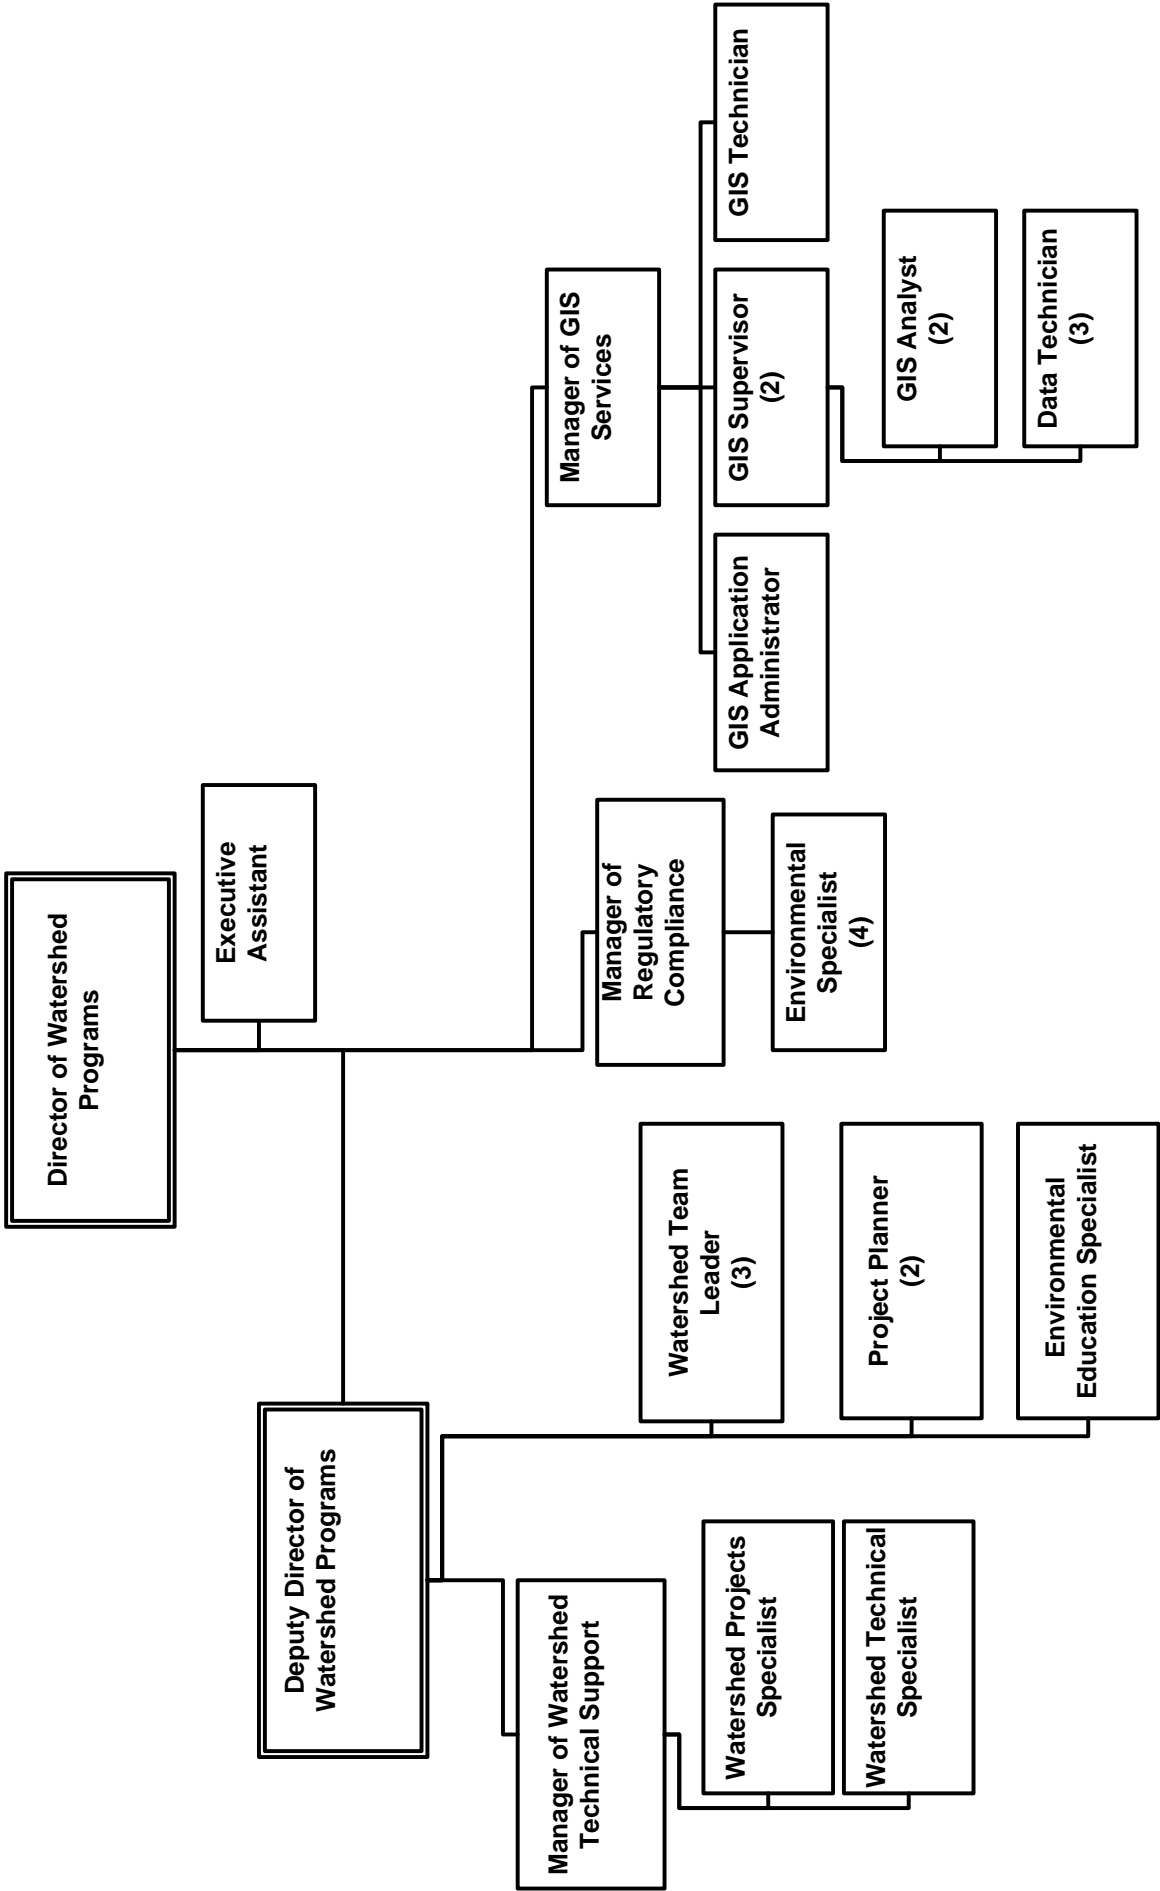 Director of Watershed
Programs
Executive
Assistant
Deputy Director of
Watershed Programs
Manager of Watershed
Technical Support
Watershed Projects
Specialist
Watershed Technical
Specialist
Watershed Team
Leader
(3)
Project Planner
(2)
Environmental
Education Specialist
Manager of
Regulatory
Compliance
Environmental
Specialist
(4)
Manager of GIS
Services
GIS Application
Administrator
GIS Supervisor
(2)
GIS Technician
GIS Analyst
(2)
Data Technician
(3)